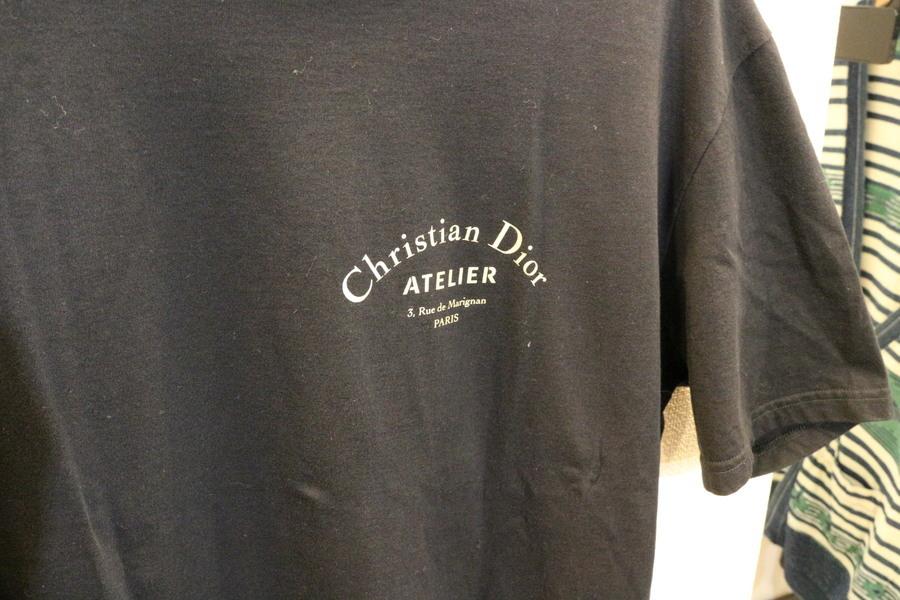 Christian Dior
ATELIER
3, Rue de Marignan
PARIS